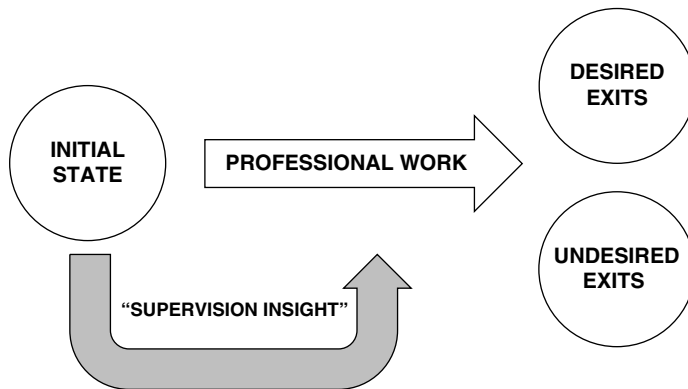 INITIAL
STATE
PROFESSIONAL WORK
DESIRED
EXITS
UNDESIRED
EXITS
“SUPERVISION INSIGHT”